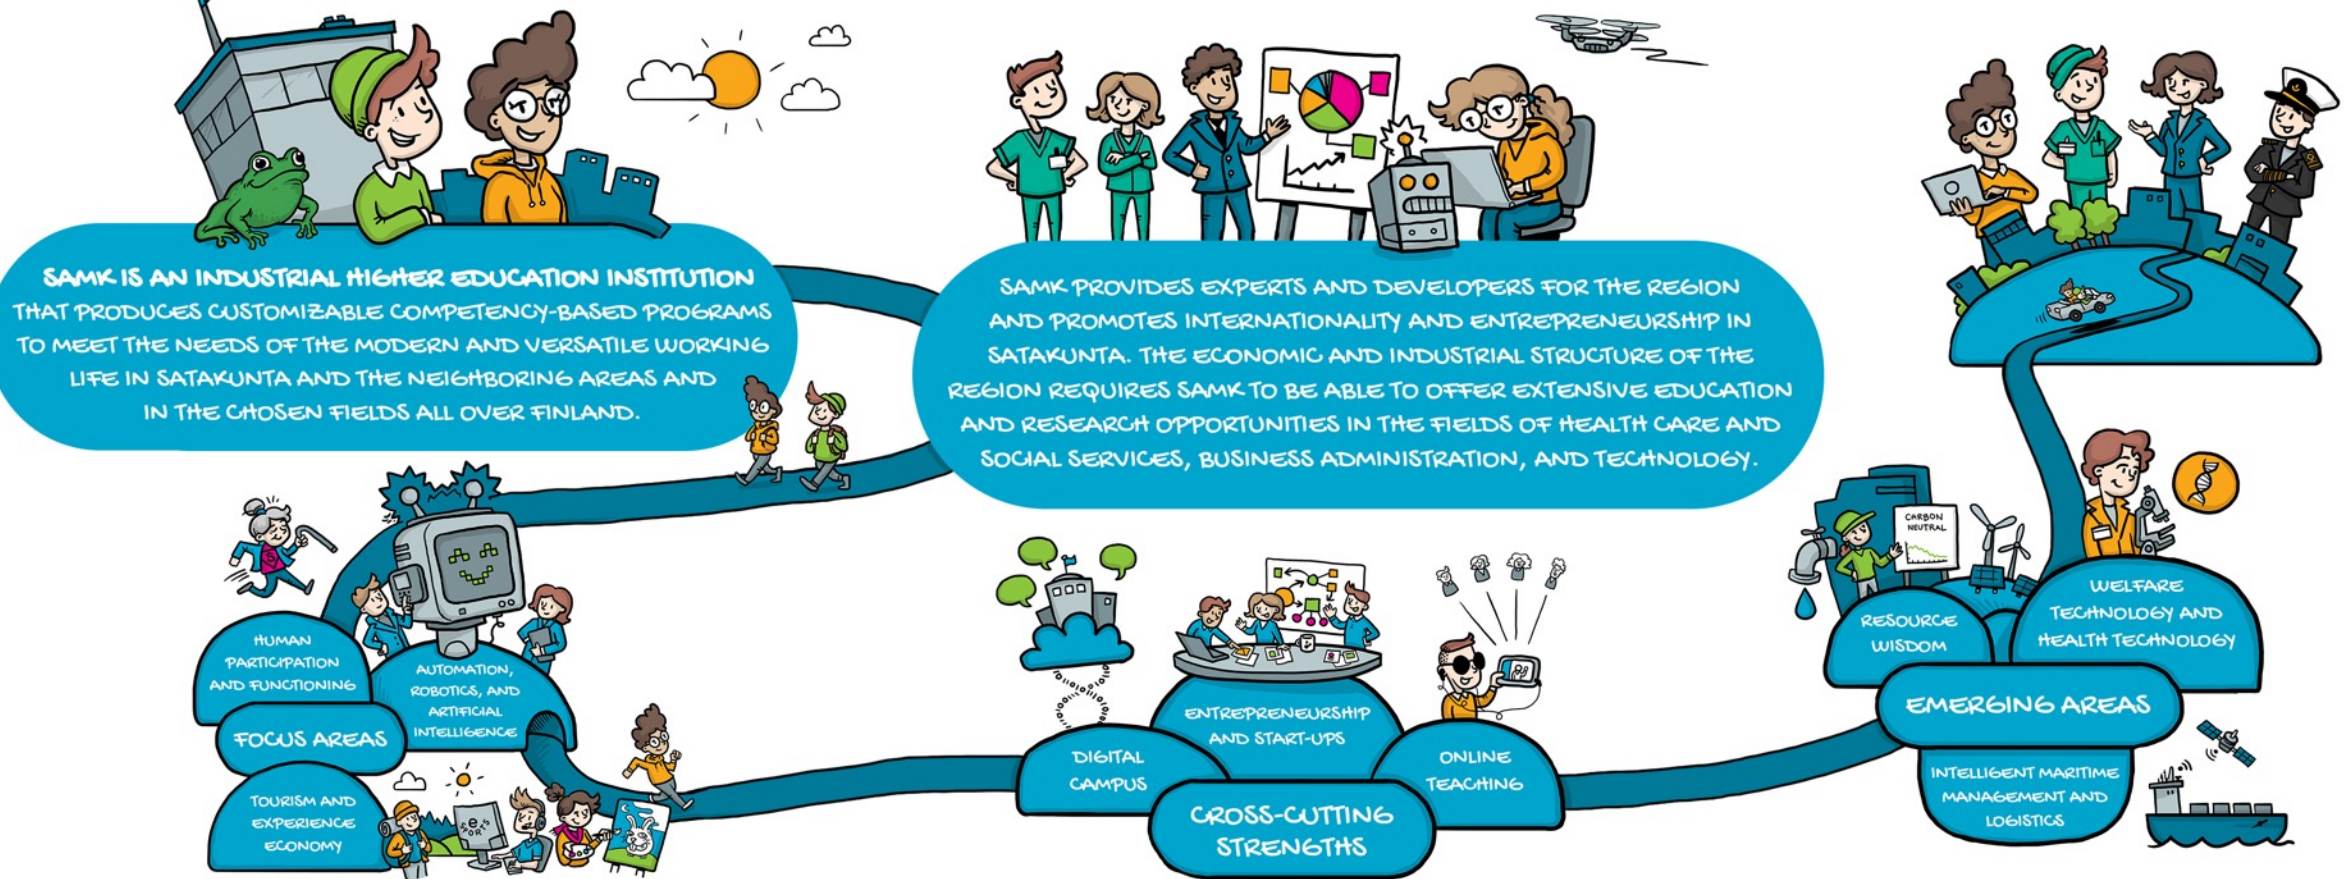 SAMK IS AN INDUSTRIAL HIGHER EDUCATION INSTITUTION
THAT PRODUCES CUSTOMIZABLE COMPETENCY-BASED PROGRAMS
TO MEET THE NEEDS OF THE MODERN AND VERSATILE WORKING
LIFE IN SATAKUNTA AND THE NEIGHBORING AREAS AND
IN THE CHOSEN FIELDS ALL OVER FINLAND.
SAMK PROVIDES EXPERTS AND DEVELOPERS FOR THE REGION
AND PROMOTES INTERNATIONALITY AND ENTREPRENEURSHIP IN
SATAKUNTA. THE ECONOMIC AND INDUSTRIAL STRUCTURE OF THE
REGION REQUIRES SAMK TO BE ABLE TO OFFER EXTENSIVE EDUCATION
AND RESEARCH OPPORTUNITIES IN THE FIELDS OF HEALTH CARE AND
SOCIAL SERVICES, BUSINESS ADMINISTRATION, AND TECHNOLOGY.
HUMAN
PARTICIPATION
AND FUNCTIONING
AUTOMATION,
ROBOTICS, AND
ARTIFICIAL
INTELLIGENCE
FOCUS AREAS
TOURISM AND
EXPERIENCE
ECONOMY
e
SPORTS
DIGITAL
CAMPUS
ENTREPRENEURSHIP
AND START-UPS
ONLINE
TEACHING
CROSS-CUTTING
STRENGTHS
CARBON
NEUTRAL
RESOURCE
WISDOM
WELFARE
TECHNOLOGY AND
HEALTH TECHNOLOGY
EMERGING AREAS
INTELLIGENT MARITIME
MANAGEMENT AND
LOGISTICS